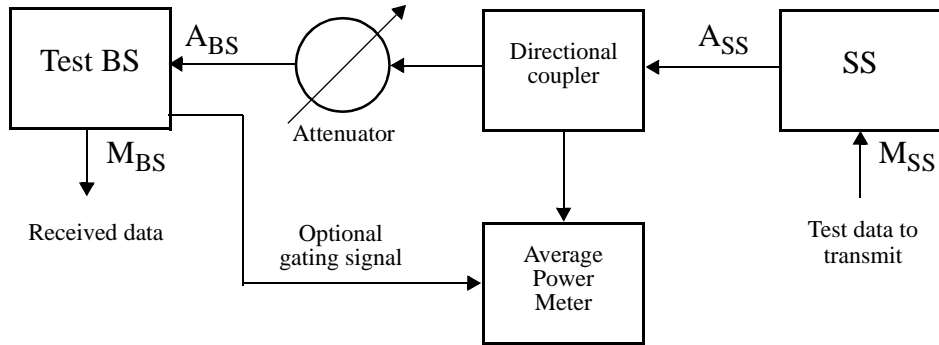 Test BS
A_BS
Attenuator
Directional
coupler
A_SS
SS
M_BS
M_SS
Received data
Optional
gating signal
Average
Power
Meter
Test data to
transmit